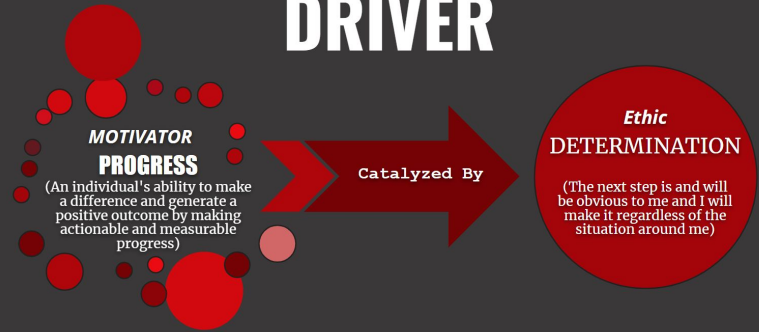 DRIVER
MOTIVATOR
PROGRESS
(An individual's ability to make
a difference and generate a
positive outcome by making
actionable and measurable
progress)
Catalyzed By
Ethic
DETERMINATION
(The next step is and will
be obvious to me and I will
make it regardless of the
situation around me)